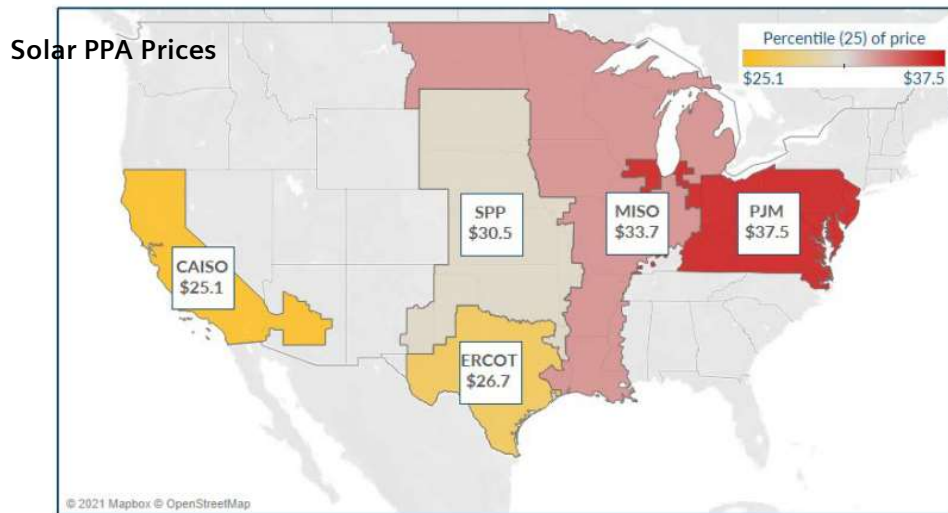 Solar PPA Prices
Percentile (25) of price
$25.1 $37.5
SPP
$30.5
MISO
$33.7
PJM
$37.5
CAISO
$25.1
ERCOT
$26.7
© 2021 Mapbox © OpenStreetMap